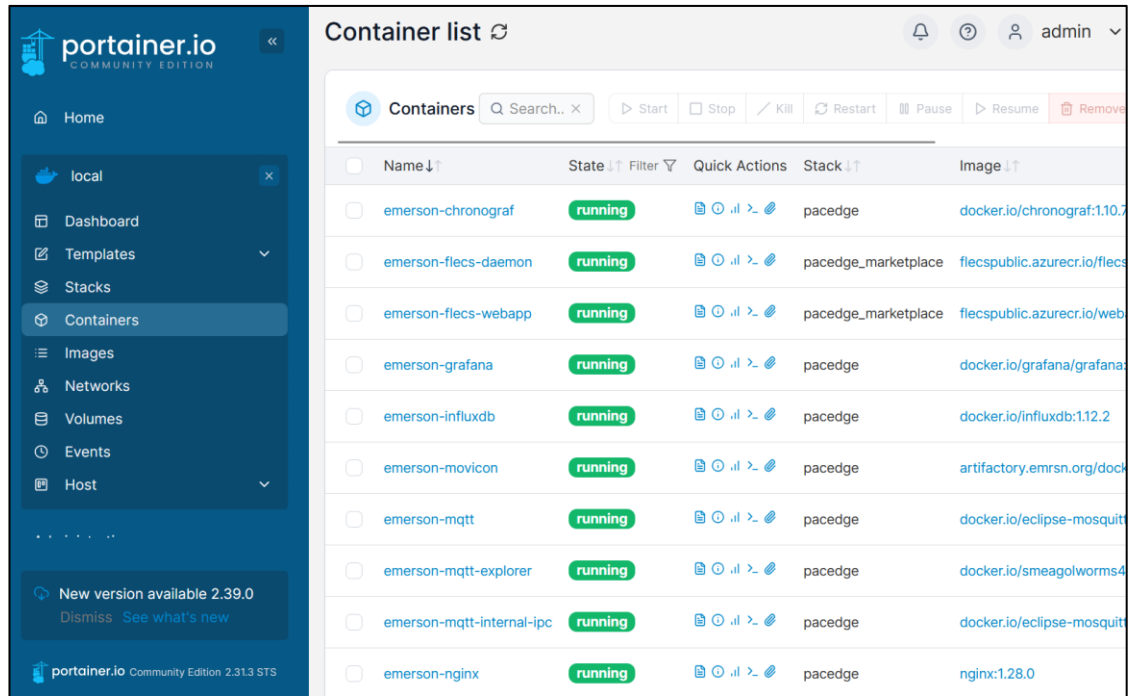 portainer.io
COMMUNITY EDITION
Home
local
Dashboard
Templates
Stacks
Containers
Images
Networks
Volumes
Events
Host
New version available 2.39.0
Dismiss See what's new
portainer.io Community Edition 2.31.3 STS
Container list
admin
Containers Search.. Start Stop Kill Restart Pause Resume Remove
Name State Filter Quick Actions Stack Image
emerson-chronograf running pacedge docker.io/chronograf:1.10.7
emerson-flecs-daemon running pacedge_marketplace flecspublic.azurecr.io/flecs
emerson-flecs-webapp running pacedge_marketplace flecspublic.azurecr.io/web
emerson-grafana running pacedge docker.io/grafana/grafana:
emerson-influxdb running pacedge docker.io/influxdb:1.12.2
emerson-movicon running pacedge artifactory.emrsn.org/dock
emerson-mqtt running pacedge docker.io/eclipse-mosquitt
emerson-mqtt-explorer running pacedge docker.io/smeagolworms4
emerson-mqtt-internal-ipc running pacedge docker.io/eclipse-mosquitt
emerson-nginx running pacedge nginx:1.28.0